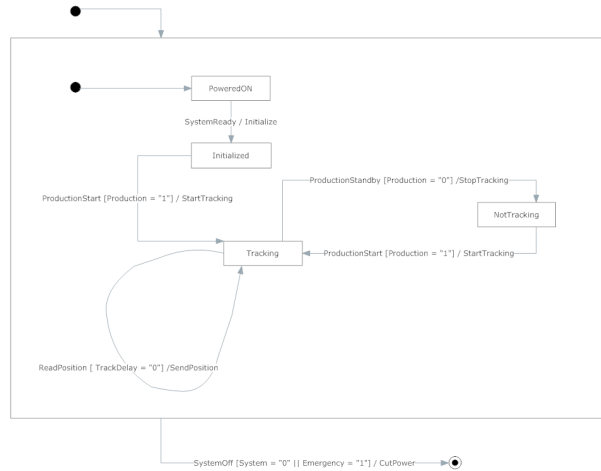 PoweredON
SystemReady / Initialize
Initialized
ProductionStandby [Production = "0"] /StopTracking
ProductionStart [Production = "1"] / StartTracking
NotTracking
Tracking
ProductionStart [Production = "1"] / StartTracking
ReadPosition [ TrackDelay = "0"] /SendPosition
SystemOff [System = "0" || Emergency = "1"] / CutPower